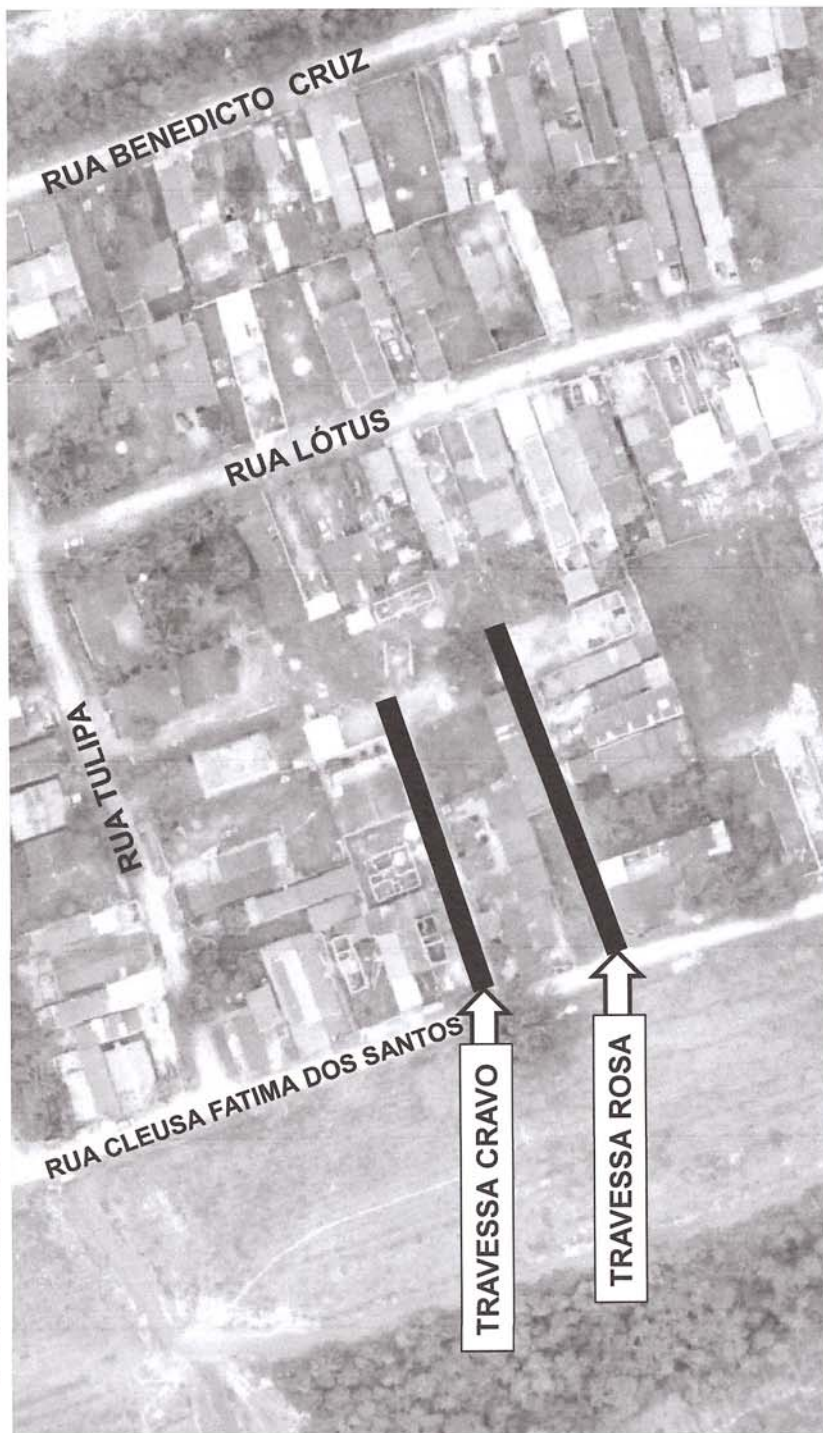 RUA BENEDICTO CRUZ
RUA LÓTUS
RUA TULIPA
RUA CLEUSA FATIMA DOS SANTOS
TRAVESSA CRAVO
TRAVESSA ROSA